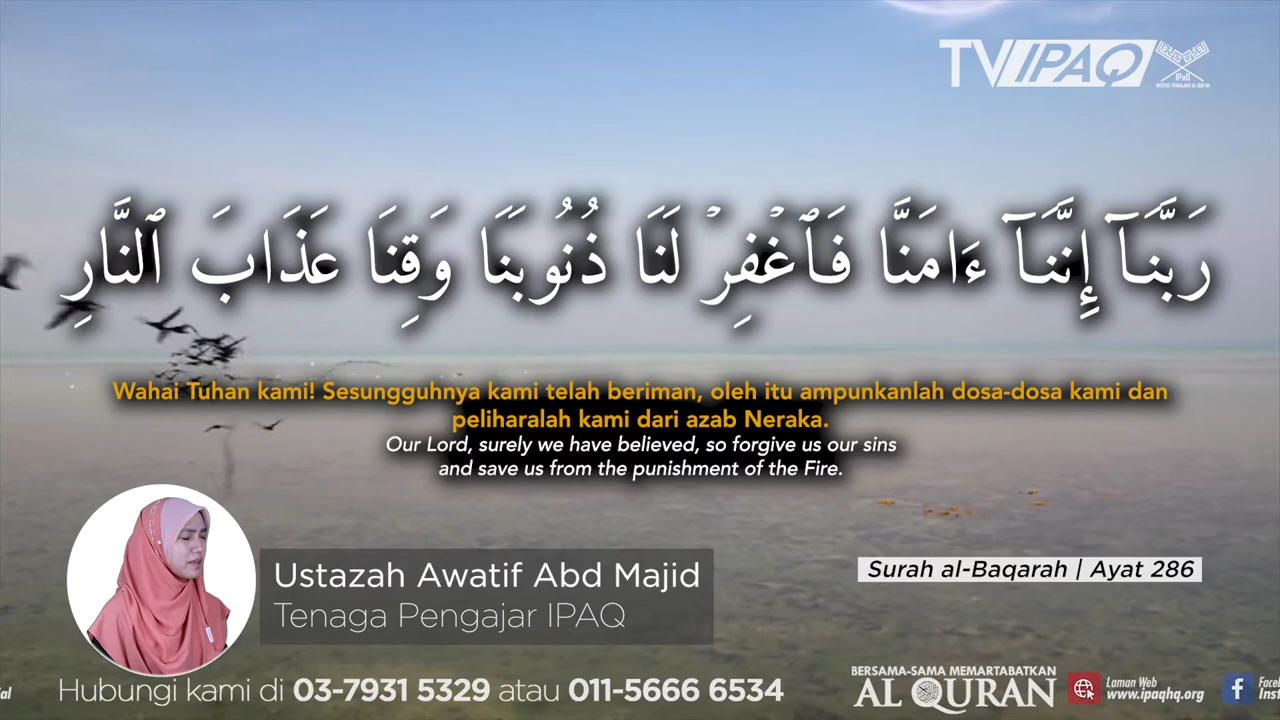 TVIPAQ
IPaQ
رَبَّنَآ إِنَّنَآ ءَامَنَّا فَٱغْفِرْ لَنَا ذُنُوبَنَا وَقِنَا عَذَابَ ٱلنَّارِ
Wahai Tuhan kami! Sesungguhnya kami telah beriman, oleh itu ampunkanlah dosa-dosa kami dan
peliharalah kami dari azab Neraka.
Our Lord, surely we have believed, so forgive us our sins
and save us from the punishment of the Fire.
Ustazah Awatif Abd Majid
Tenaga Pengajar IPAQ
Surah al-Baqarah | Ayat 286
Hubungi kami di 03-7931 5329 atau 011-5666 6534
BERSAMA-SAMA MEMARTABATKAN
AL QURAN
Laman Web
www.ipaqhq.org